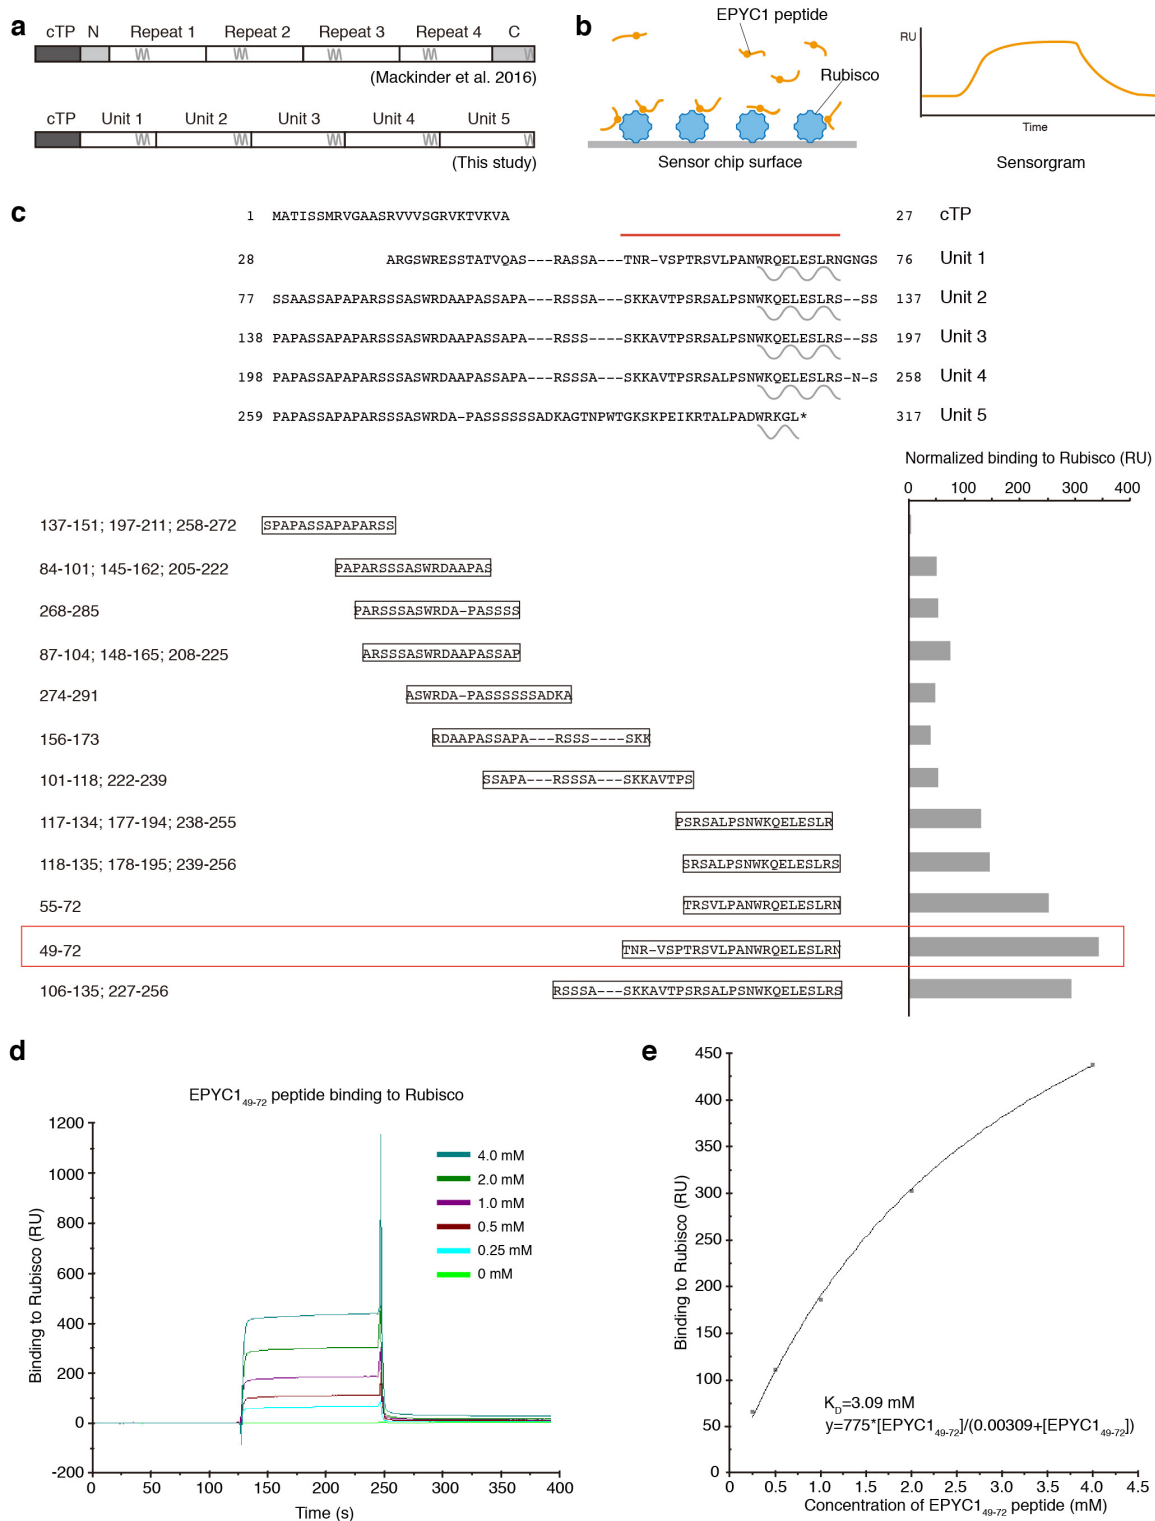 a
cTP N Repeat 1 Repeat 2 Repeat 3 Repeat 4 C
(Mackinder et al. 2016)
cTP Unit 1 Unit 2 Unit 3 Unit 4 Unit 5
(This study)
b
EPYC1 peptide
Rubisco
Sensor chip surface
RU
Time
Sensorgram
c
1 MATISSMRVGAASRVVVSGRVKTVKVA 27 cTP
28 ARGSWRESSTATVQAS---RASSA---TNR-VSPTRSVLPANWRQELESLRNGNGS 76 Unit 1
77 SSAASSAPAPARSSSASWRDAAPASSAPA---RSSSA---SKKAVTPSRSALPSNWKQELESLRS--SS 137 Unit 2
138 PAPASSAPAPARSSSASWRDAAPASSAPA---RSSS----SKKAVTPSRSALPSNWKQELESLRS--SS 197 Unit 3
198 PAPASSAPAPARSSSASWRDAAPASSAPA---RSSSA---SKKAVTPSRSALPSNWKQELESLRS-N-S 258 Unit 4
259 PAPASSAPAPARSSSASWRDA-PASSSSSSADKAGTNPWTGKSKPEIKRTALPADWRKGL* 317 Unit 5
Normalized binding to Rubisco (RU)
0 100 200 300 400
137-151; 197-211; 258-272 SPAPASSAPAPARSS
84-101; 145-162; 205-222 PAPARSSSASWRDAAPAS
268-285 PARSSSASWRDA-PASSSS
87-104; 148-165; 208-225 ARSSSASWRDAAPASSAP
274-291 ASWRDA-PASSSSSSADKA
156-173 RDAAPASSAPA---RSSS----SKK
101-118; 222-239 SSAPA---RSSSA---SKKAVTPS
117-134; 177-194; 238-255 PSRSALPSNWKQELESLR
118-135; 178-195; 239-256 SRSALPSNWKQELESLRS
55-72 TRSVLPANWRQELESLRN
49-72 TNR-VSPTRSVLPANWRQELESLRN
106-135; 227-256 RSSSA---SKKAVTPSRSALPSNWKQELESLRS
d
EPYC1 49-72 peptide binding to Rubisco
Binding to Rubisco (RU)
1200
1000
800
600
400
200
0
-200
4.0 mM
2.0 mM
1.0 mM
0.5 mM
0.25 mM
0 mM
0 50 100 150 200 250 300 350 400
Time (s)
e
Binding to Rubisco (RU)
450
400
350
300
250
200
150
100
50
0
K D=3.09 mM
y=775*[EPYC1 49-72]/(0.00309+[EPYC1 49-72])
0 0.5 1.0 1.5 2.0 2.5 3.0 3.5 4.0 4.5
Concentration of EPYC1 49-72 peptide (mM)